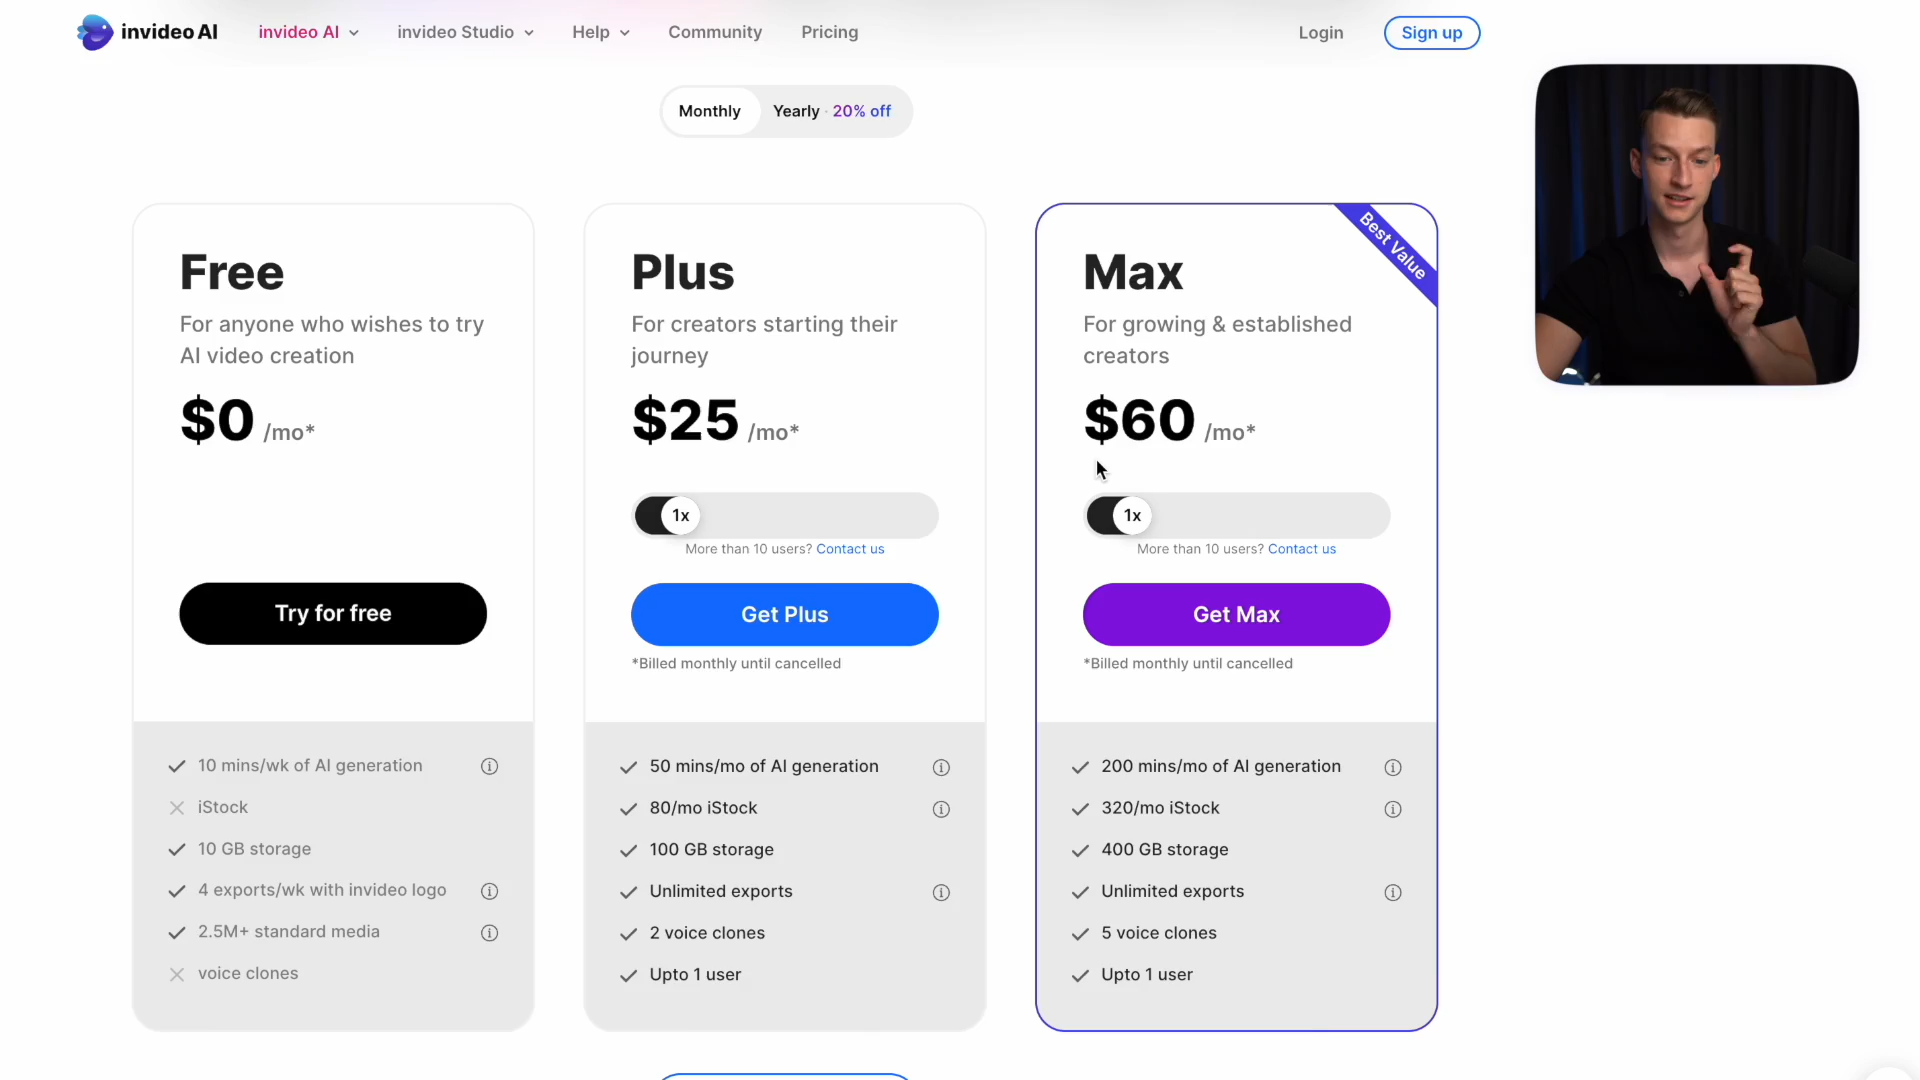 invideo AI
invideo AI
invideo Studio
Help
Community
Pricing
Login
Sign up
Monthly
Yearly · 20% off
Free
For anyone who wishes to try
AI video creation
$0 /mo*
Try for free
10 mins/wk of AI generation
iStock
10 GB storage
4 exports/wk with invideo logo
2.5M+ standard media
voice clones
Plus
For creators starting their
journey
$25 /mo*
1x
More than 10 users? Contact us
Get Plus
*Billed monthly until cancelled
50 mins/mo of AI generation
80/mo iStock
100 GB storage
Unlimited exports
2 voice clones
Upto 1 user
Best Value
Max
For growing & established
creators
$60 /mo*
1x
More than 10 users? Contact us
Get Max
*Billed monthly until cancelled
200 mins/mo of AI generation
320/mo iStock
400 GB storage
Unlimited exports
5 voice clones
Upto 1 user